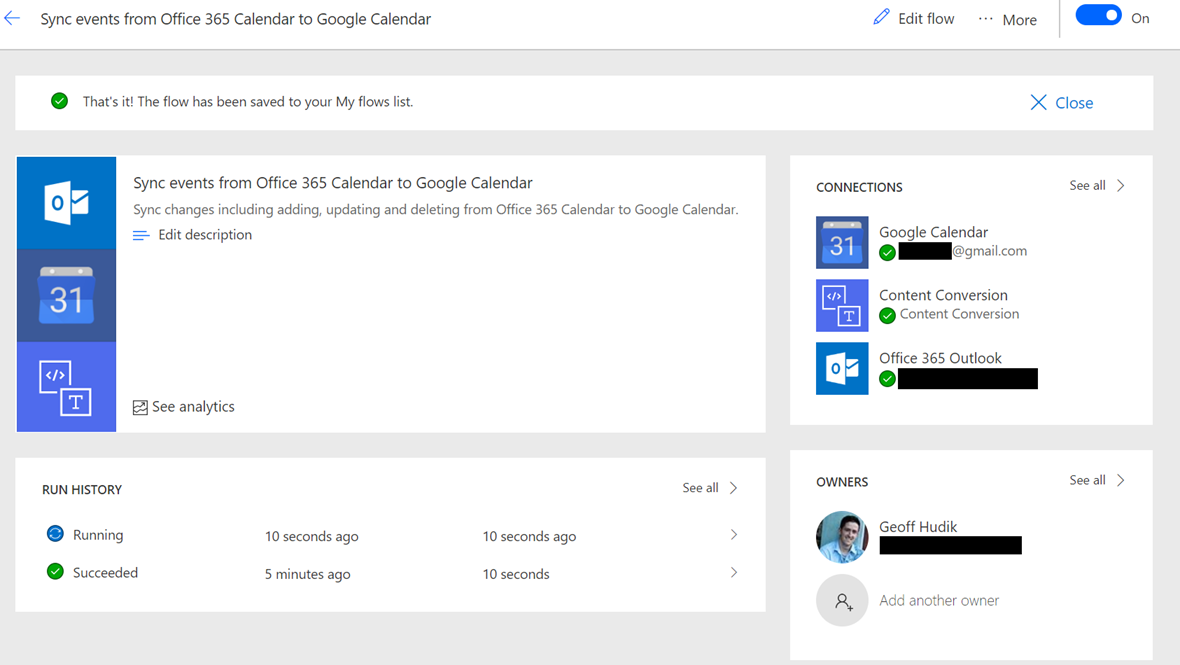 Sync events from Office 365 Calendar to Google Calendar
Edit flow
··· More
On
That's it! The flow has been saved to your My flows list.
Close
Sync events from Office 365 Calendar to Google Calendar
Sync changes including adding, updating and deleting from Office 365 Calendar to Google Calendar.
Edit description
O
31
</>
T
See analytics
CONNECTIONS
See all
31
Google Calendar
@gmail.com
</>
T
Content Conversion
Content Conversion
O
Office 365 Outlook
RUN HISTORY
See all
Running 10 seconds ago 10 seconds ago
Succeeded 5 minutes ago 10 seconds
OWNERS
See all
Geoff Hudik
Add another owner